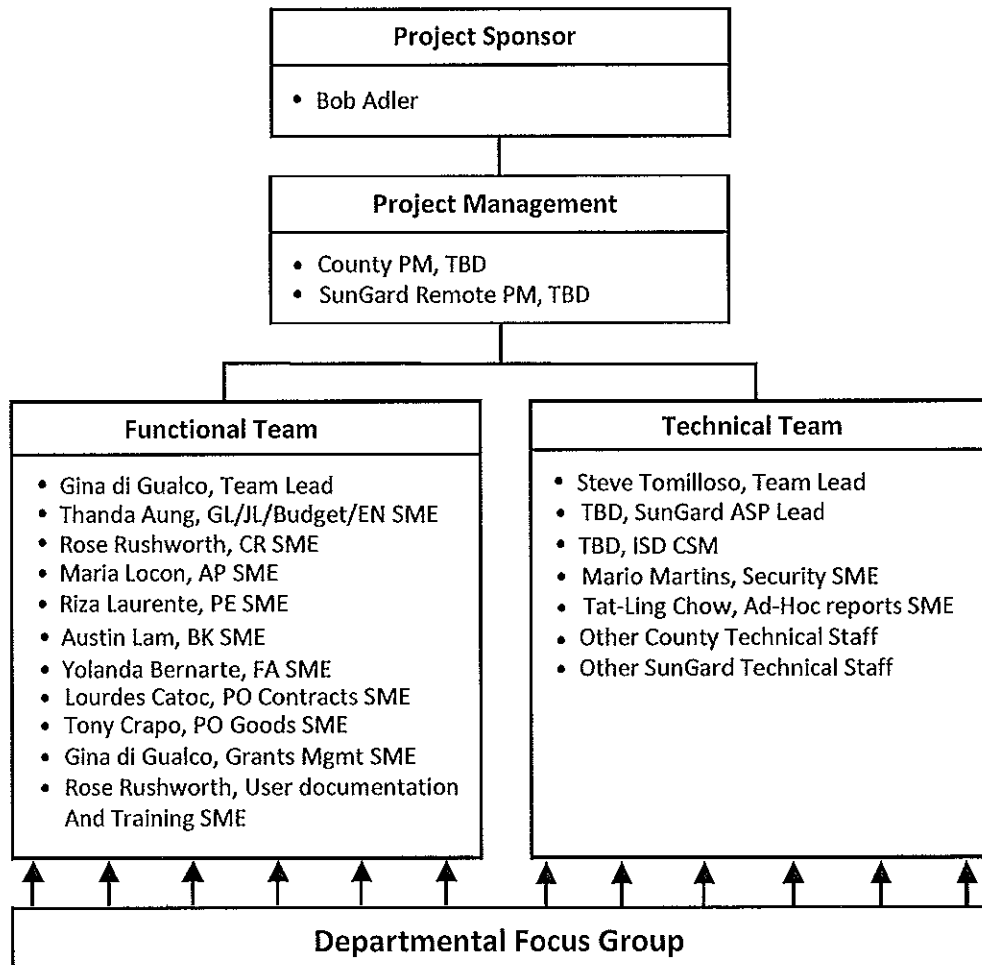 Project Sponsor
• Bob Adler
Project Management
• County PM, TBD
• SunGard Remote PM, TBD
Functional Team
• Gina di Gualco, Team Lead
• Thanda Aung, GL/JL/Budget/EN SME
• Rose Rushworth, CR SME
• Maria Locon, AP SME
• Riza Laurente, PE SME
• Austin Lam, BK SME
• Yolanda Bernarte, FA SME
• Lourdes Catoc, PO Contracts SME
• Tony Crapo, PO Goods SME
• Gina di Gualco, Grants Mgmt SME
• Rose Rushworth, User documentation
And Training SME
Technical Team
• Steve Tomilloso, Team Lead
• TBD, SunGard ASP Lead
• TBD, ISD CSM
• Mario Martins, Security SME
• Tat-Ling Chow, Ad-Hoc reports SME
• Other County Technical Staff
• Other SunGard Technical Staff
Departmental Focus Group